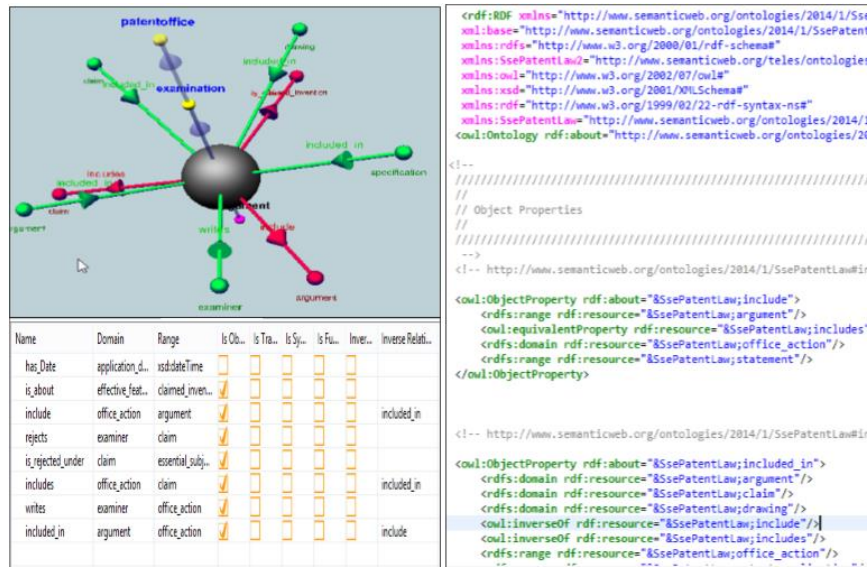 patentoffice
drawing
claim
included_in
included_in
examination
is_claimed_invention
included_in
specification
includes
included_in
claim
argument
writes
include
examiner
argument
Name Domain Range Is Ob... Is Tra... Is Sy... Is Fu... Inver... Inverse Relati...
has_Date application_d... xsd:dateTime
is_about effective_feat... claimed_inven...
include office_action argument included_in
rejects examiner claim
is_rejected_under claim essential_subj...
includes office_action claim included_in
writes examiner office_action
included_in argument office_action include
<rdf:RDF xmlns="http://www.semanticweb.org/ontologies/2014/1/Sse
xml:base="http://www.semanticweb.org/ontologies/2014/1/SsePatent
xmlns:rdfs="http://www.w3.org/2000/01/rdf-schema#"
xmlns:SsePatentLaw2="http://www.semanticweb.org/teles/ontologies
xmlns:owl="http://www.w3.org/2002/07/owl#"
xmlns:xsd="http://www.w3.org/2001/XMLSchema#"
xmlns:rdf="http://www.w3.org/1999/02/22-rdf-syntax-ns#"
xmlns:SsePatentLaw="http://www.semanticweb.org/ontologies/2014/1
<owl:Ontology rdf:about="http://www.semanticweb.org/ontologies/20
<!--
//
// Object Properties
//
-->
<!-- http://www.semanticweb.org/ontologies/2014/1/SsePatentLaw#in
<owl:ObjectProperty rdf:about="&SsePatentLaw;include">
<rdfs:range rdf:resource="&SsePatentLaw;argument"/>
<owl:equivalentProperty rdf:resource="&SsePatentLaw;includes"
<rdfs:domain rdf:resource="&SsePatentLaw;office_action"/>
<rdfs:range rdf:resource="&SsePatentLaw;statement"/>
</owl:ObjectProperty>
<!-- http://www.semanticweb.org/ontologies/2014/1/SsePatentLaw#in
<owl:ObjectProperty rdf:about="&SsePatentLaw;included_in">
<rdfs:domain rdf:resource="&SsePatentLaw;argument"/>
<rdfs:domain rdf:resource="&SsePatentLaw;claim"/>
<rdfs:domain rdf:resource="&SsePatentLaw;drawing"/>
<owl:inverseOf rdf:resource="&SsePatentLaw;include"/>
<owl:inverseOf rdf:resource="&SsePatentLaw;includes"/>
<rdfs:range rdf:resource="&SsePatentLaw;office_action"/>